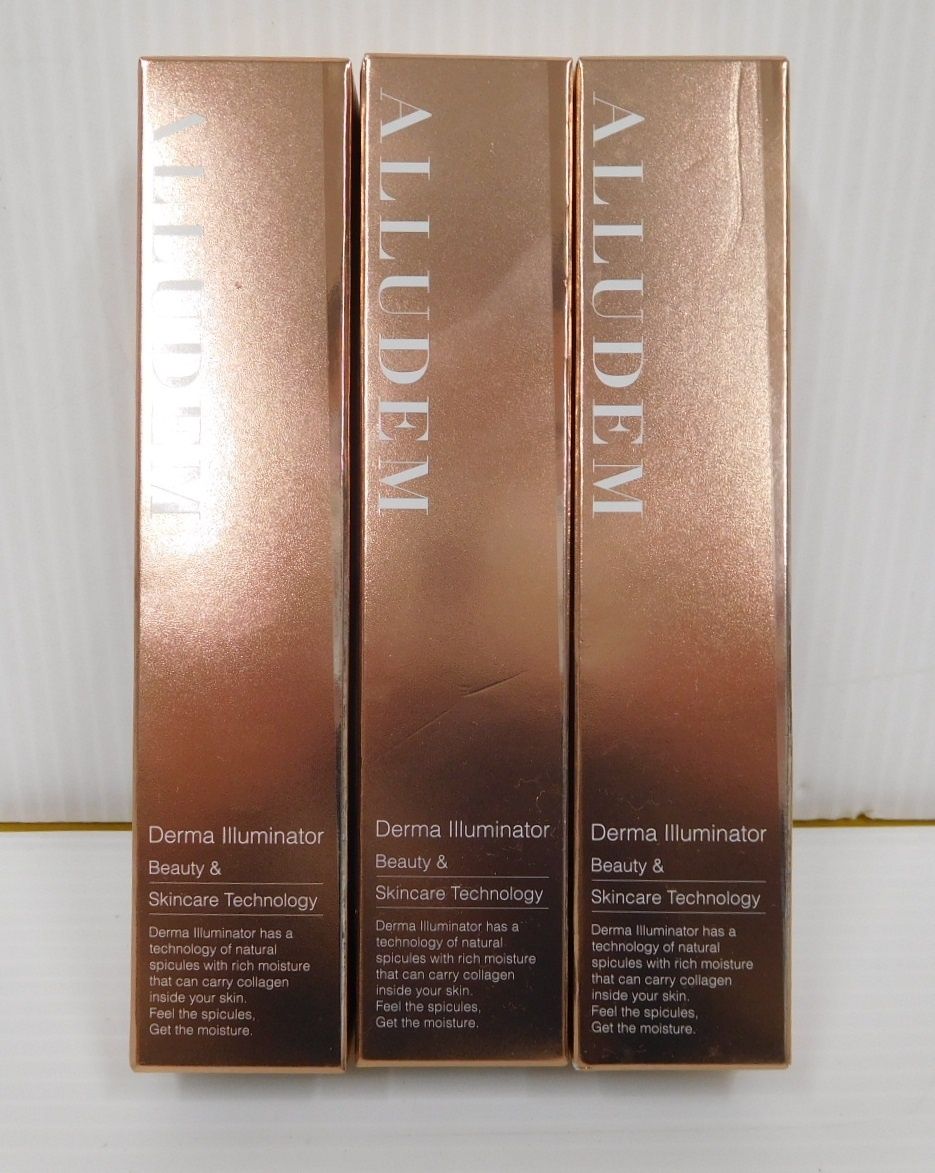 ALLUDEM
Derma Illuminator
Beauty &
Skincare Technology
Derma Illuminator has a
technology of natural
spicules with rich moisture
that can carry collagen
inside your skin.
Feel the spicules,
Get the moisture.
ALLUDEM
Derma Illuminator
Beauty &
Skincare Technology
Derma Illuminator has a
technology of natural
spicules with rich moisture
that can carry collagen
inside your skin.
Feel the spicules,
Get the moisture.
ALLUDEM
Derma Illuminator
Beauty &
Skincare Technology
Derma Illuminator has a
technology of natural
spicules with rich moisture
that can carry collagen
inside your skin.
Feel the spicules,
Get the moisture.